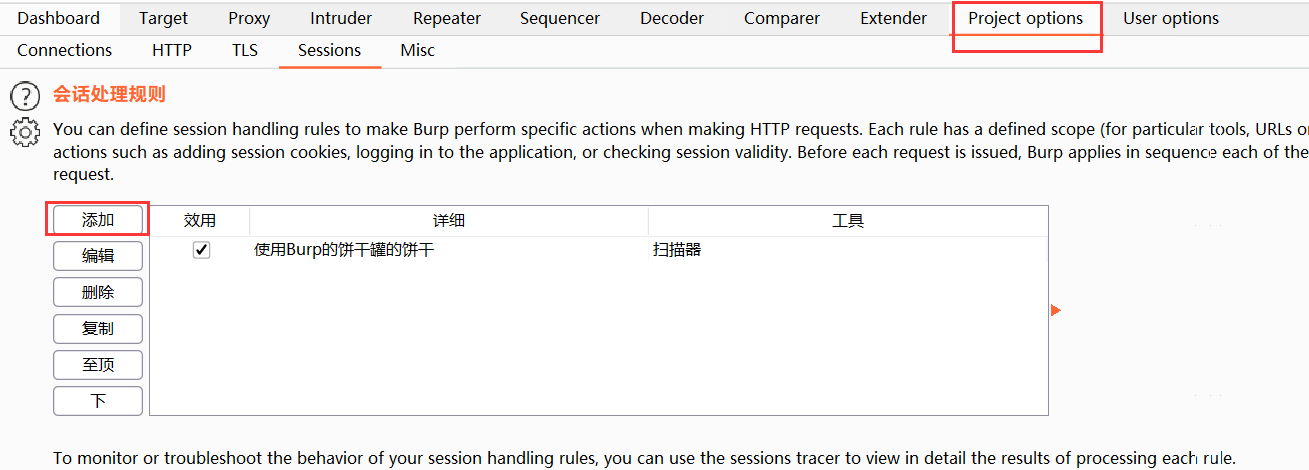 Dashboard Target Proxy Intruder Repeater Sequencer Decoder Comparer Extender Project options User options
Connections HTTP TLS Sessions Misc
? 会话处理规则
You can define session handling rules to make Burp perform specific actions when making HTTP requests. Each rule has a defined scope (for particular tools, URLs or
actions such as adding session cookies, logging in to the application, or checking session validity. Before each request is issued, Burp applies in sequence each of the
request.
添加 效用 详细 工具
编辑 使用Burp的饼干罐的饼干 扫描器
删除
复制
至顶
下
To monitor or troubleshoot the behavior of your session handling rules, you can use the sessions tracer to view in detail the results of processing each rule.